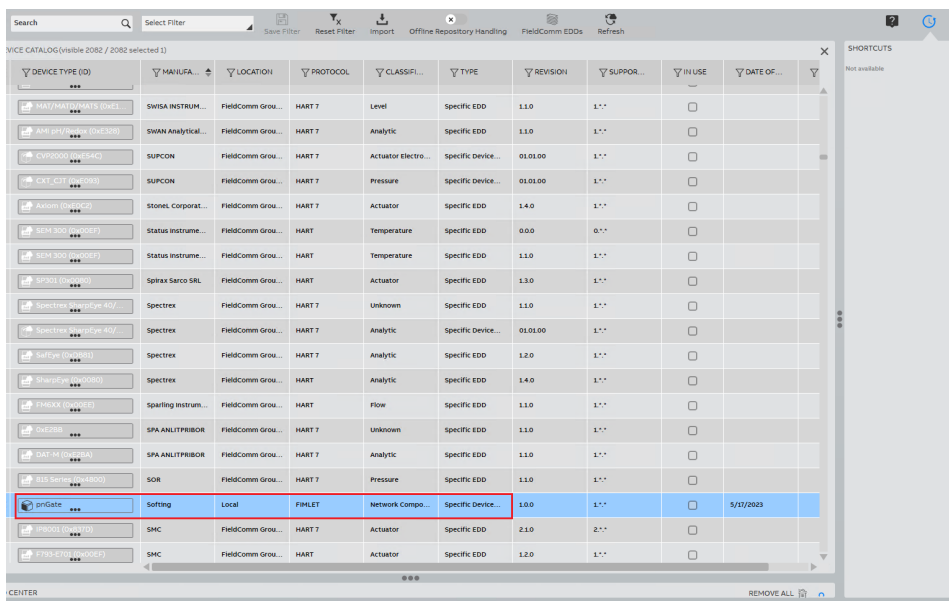 Search Select Filter Save Filter Reset Filter Import Offline Repository Handling FieldComm EDDs Refresh
VICE CATALOG(visible 2082 / 2082 selected 1) SHORTCUTS
DEVICE TYPE (ID) MANUFA... LOCATION PROTOCOL CLASSIFI... TYPE REVISION SUPPOR... IN USE DATE OF... Not available
MAT/MATD/MATS (0xE1... SWISA INSTRUM... FieldComm Grou... HART 7 Level Specific EDD 1.1.0 1.*.*
AMI pH/Redox (0xE328) SWAN Analytical... FieldComm Grou... HART 7 Analytic Specific EDD 1.1.0 1.*.*
CVP2000 (0xE54C) SUPCON FieldComm Grou... HART 7 Actuator Electro... Specific Device... 01.01.00 1.*.*
CXT_CJT (0xE093) SUPCON FieldComm Grou... HART 7 Pressure Specific Device... 01.01.00 1.*.*
Axiom (0xE0C2) StoneL Corporat... FieldComm Grou... HART 7 Actuator Specific EDD 1.4.0 1.*.*
SEM 300 (0x00EF) Status Instrume... FieldComm Grou... HART Temperature Specific EDD 0.0.0 0.*.*
SEM 300 (0x00EF) Status Instrume... FieldComm Grou... HART Temperature Specific EDD 1.1.0 1.*.*
SP301 (0x0080) Spirax Sarco SRL FieldComm Grou... HART Actuator Specific EDD 1.3.0 1.*.*
Spectrex SharpEye 40/... Spectrex FieldComm Grou... HART 7 Unknown Specific EDD 1.1.0 1.*.*
Spectrex SharpEye 40/... Spectrex FieldComm Grou... HART 7 Analytic Specific Device... 01.01.00 1.*.*
SafEye (0x0B81) Spectrex FieldComm Grou... HART 7 Analytic Specific EDD 1.2.0 1.*.*
SharpEye (0x0080) Spectrex FieldComm Grou... HART Analytic Specific EDD 1.4.0 1.*.*
FM6XX (0x00EE) Sparling Instrum... FieldComm Grou... HART Flow Specific EDD 1.1.0 1.*.*
0xE2BB SPA ANLITPRIBOR FieldComm Grou... HART 7 Unknown Specific EDD 1.1.0 1.*.*
DAT-M (0xE2BA) SPA ANLITPRIBOR FieldComm Grou... HART 7 Analytic Specific EDD 1.1.0 1.*.*
815 Series (0x4800) SOR FieldComm Grou... HART 7 Pressure Specific EDD 1.1.0 1.*.*
pnGate Softing Local FIMLET Network Compo... Specific Device... 1.0.0 1.*.* 5/17/2023
IP8001 (0x8370) SMC FieldComm Grou... HART 7 Actuator Specific EDD 2.1.0 2.*.*
F793-E701 (0x00EF) SMC FieldComm Grou... HART Actuator Specific EDD 1.2.0 1.*.*
CENTER REMOVE ALL